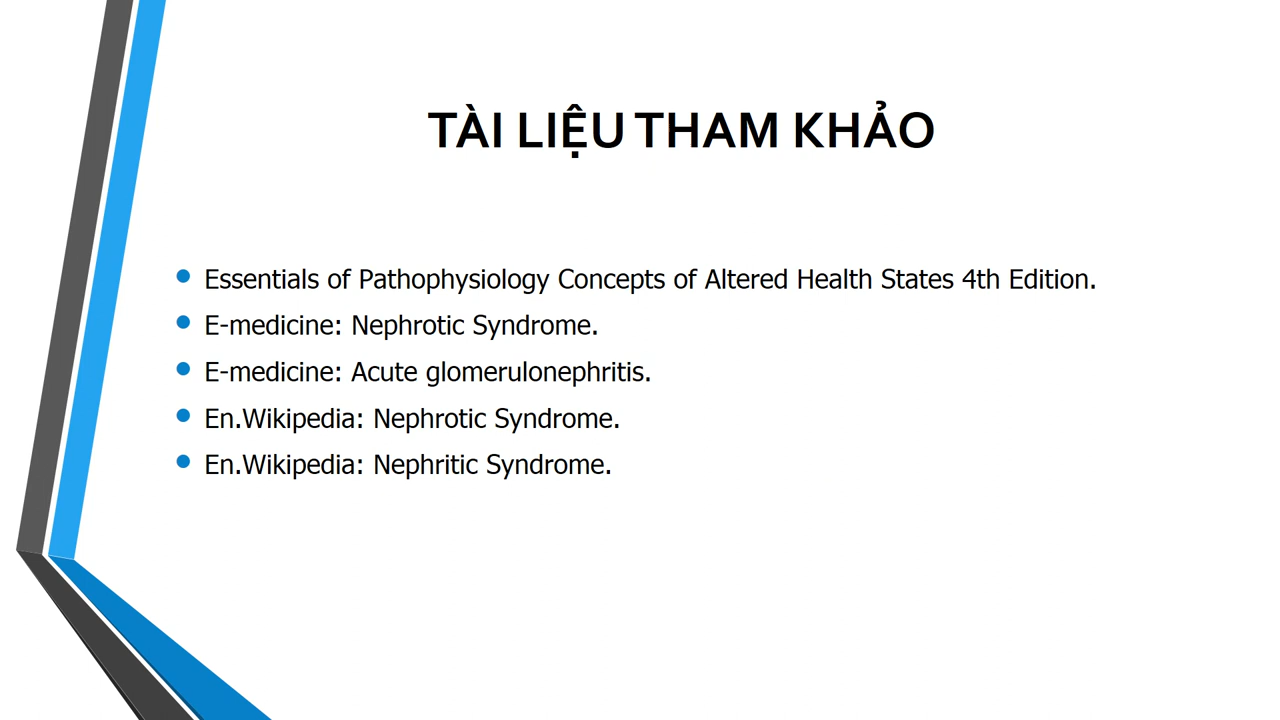 TÀI LIỆU THAM KHẢO
Essentials of Pathophysiology Concepts of Altered Health States 4th Edition.
E-medicine: Nephrotic Syndrome.
E-medicine: Acute glomerulonephritis.
En.Wikipedia: Nephrotic Syndrome.
En.Wikipedia: Nephritic Syndrome.